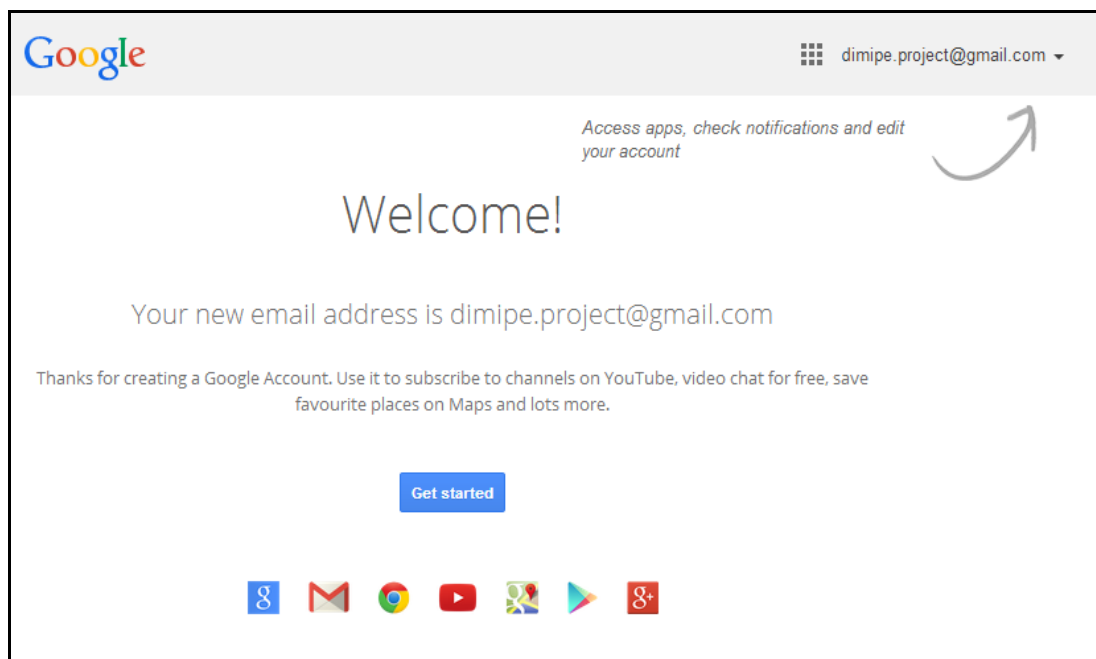 Google
dimipe.project@gmail.com
Access apps, check notifications and edit
your account
Welcome!
Your new email address is dimipe.project@gmail.com
Thanks for creating a Google Account. Use it to subscribe to channels on YouTube, video chat for free, save
favourite places on Maps and lots more.
Get started
g
g
g+